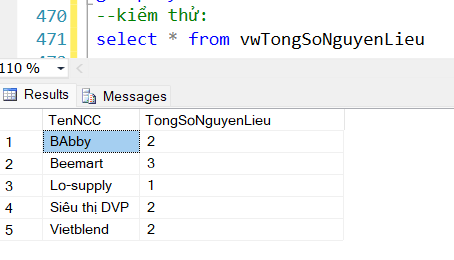 470 --kiểm thử:
471 select * from vwTongSoNguyenLieu
110 %
Results Messages
TenNCC TongSoNguyenLieu
1 BAbby 2
2 Beemart 3
3 Lo-supply 1
4 Siêu thị DVP 2
5 Vietblend 2